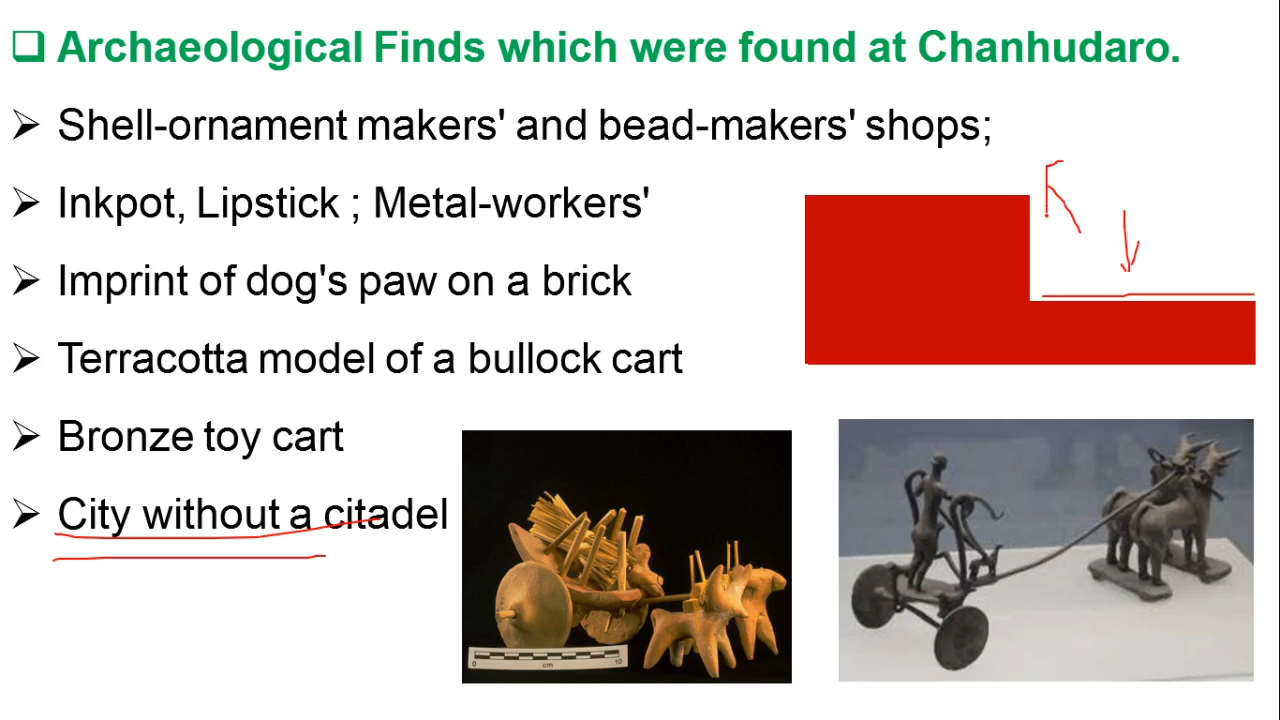 ❑ Archaeological Finds which were found at Chanhudaro.
➢ Shell-ornament makers' and bead-makers' shops;
➢ Inkpot, Lipstick ; Metal-workers'
➢ Imprint of dog's paw on a brick
➢ Terracotta model of a bullock cart
➢ Bronze toy cart
➢ City without a citadel
0 cm 10